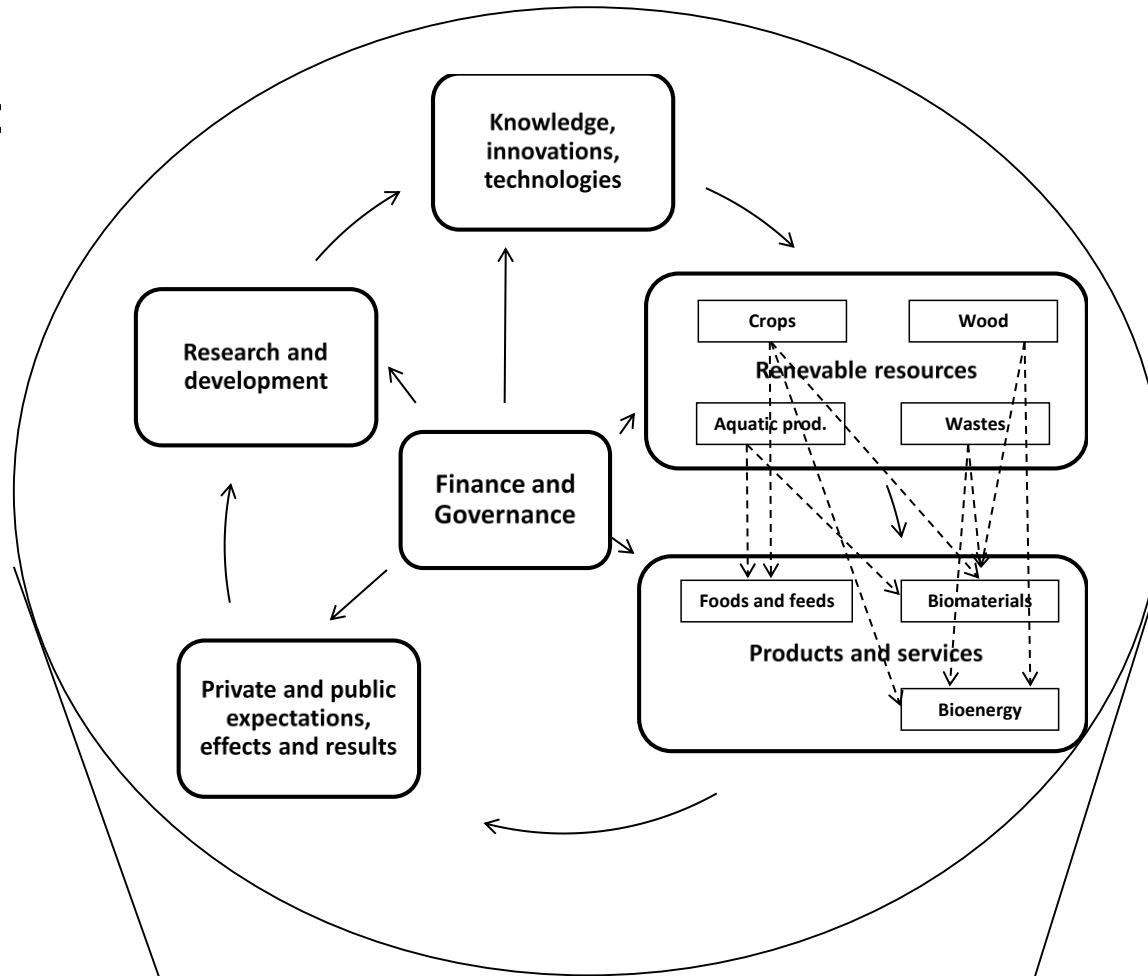 Knowledge,
innovations,
technologies
Research and
development
Crops
Wood
Renevable resources
Aquatic prod.
Wastes
Finance and
Governance
Foods and feeds
Biomaterials
Products and services
Bioenergy
Private and public
expectations,
effects and results